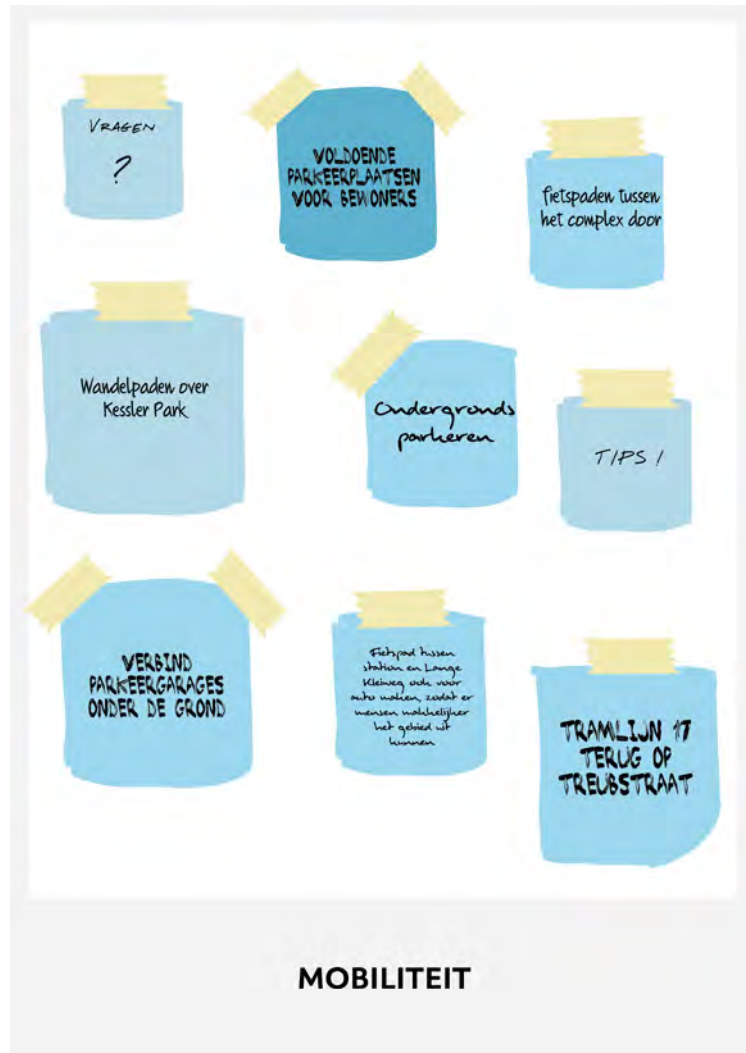 VRAGEN
?
VOLDOENDE
PARKEERPLAATSEN
VOOR BEWONERS
fietspaden tussen
het complex door
Wandelpaden over
Kessler Park
Ondergronds
parkeren
TIPS !
VERBIND
PARKEERGARAGES
ONDER DE GROND
Fietspad tussen
station en Lange
Kleiweg ook voor
auto maken, zodat er
mensen makkelijker
het gebied uit
kunnen
TRAMLIJN 17
TERUG OP
TREUBSTRAAT
MOBILITEIT